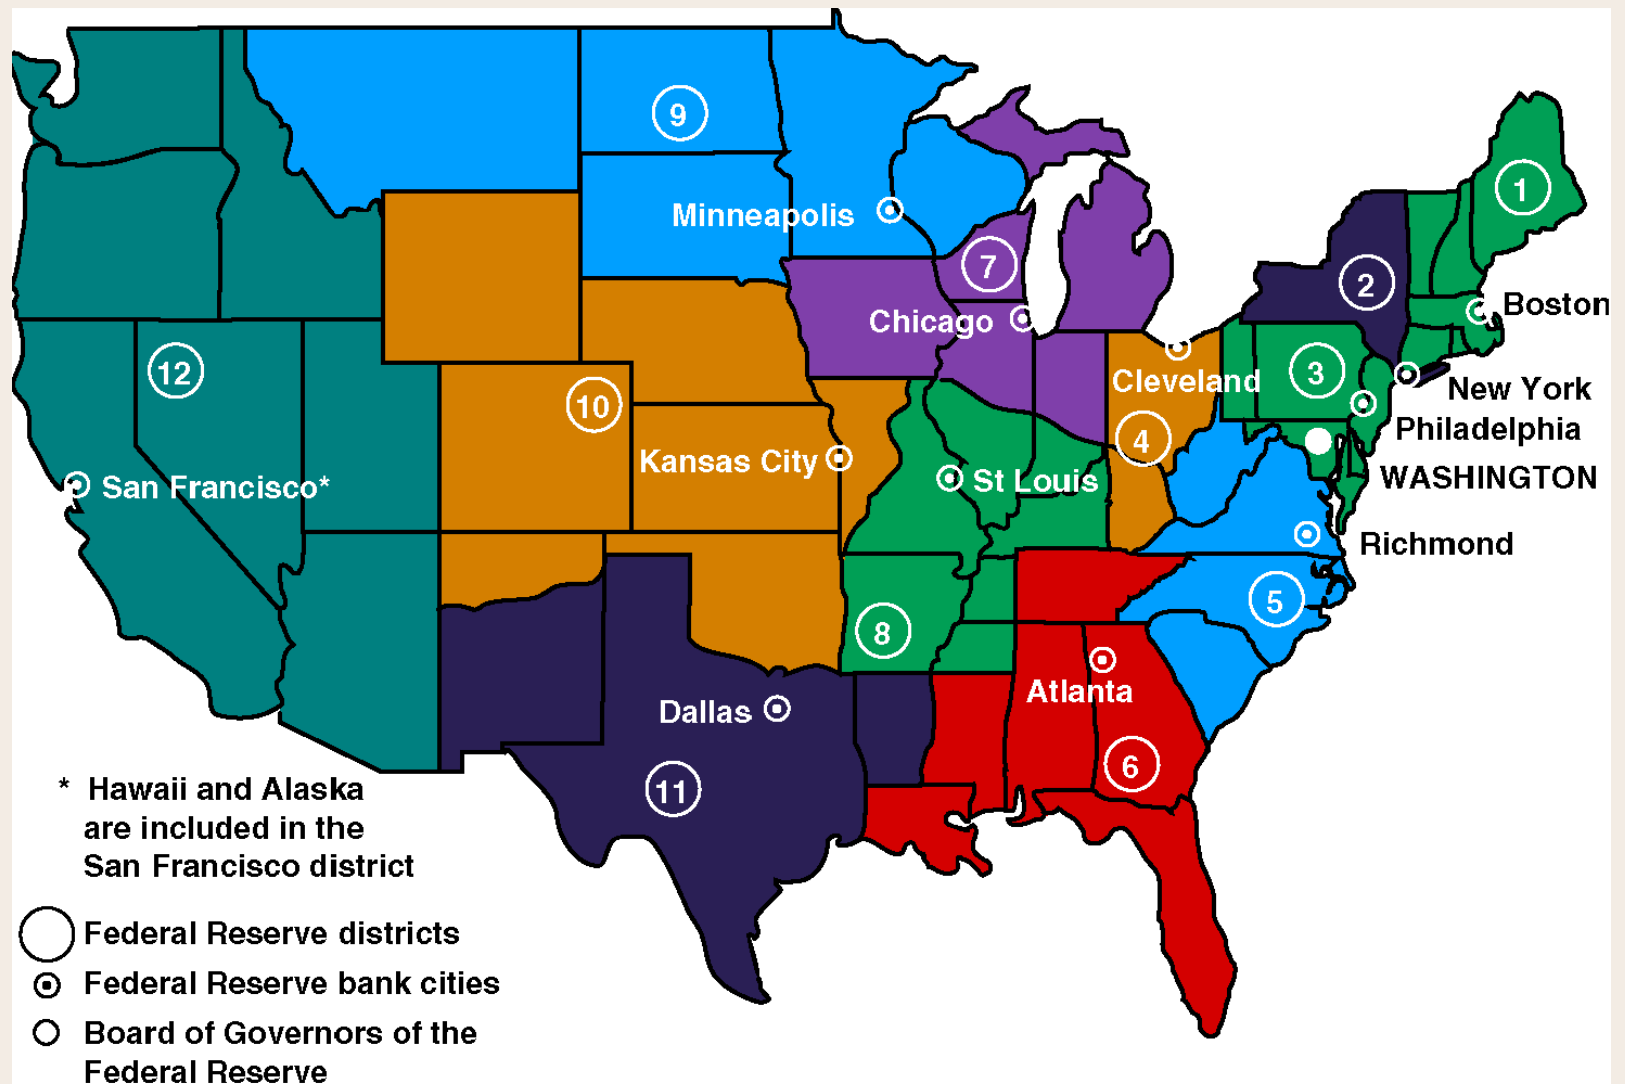 9
1
Minneapolis
7
2
Boston
Chicago
12
3
Cleveland
New York
10
Philadelphia
4
Kansas City
St Louis
WASHINGTON
San Francisco*
Richmond
5
8
Atlanta
Dallas
6
11
* Hawaii and Alaska
are included in the
San Francisco district
Federal Reserve districts
Federal Reserve bank cities
Board of Governors of the
Federal Reserve